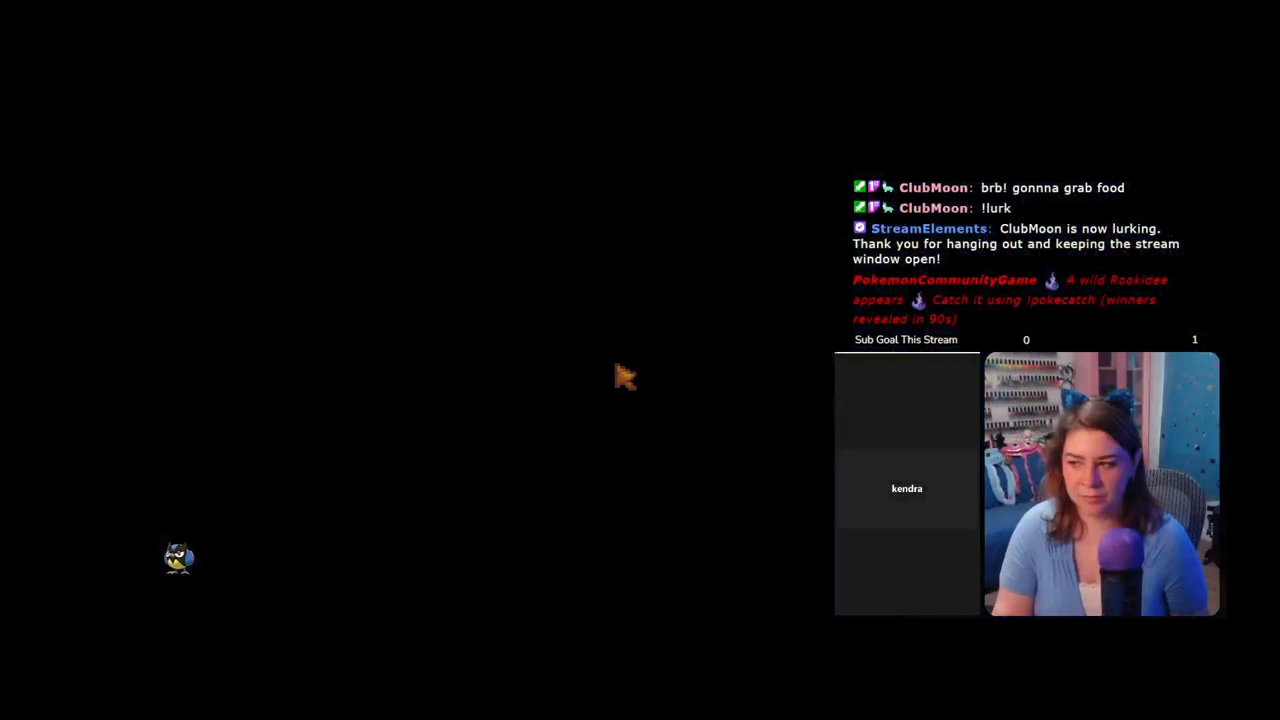 ClubMoon: brb! gonnna grab food
ClubMoon: !lurk
StreamElements: ClubMoon is now lurking.
Thank you for hanging out and keeping the stream
window open!
PokemonCommunityGame A wild Rookidee
appears Catch it using !pokecatch (winners
revealed in 90s)
Sub Goal This Stream 0 1
kendra